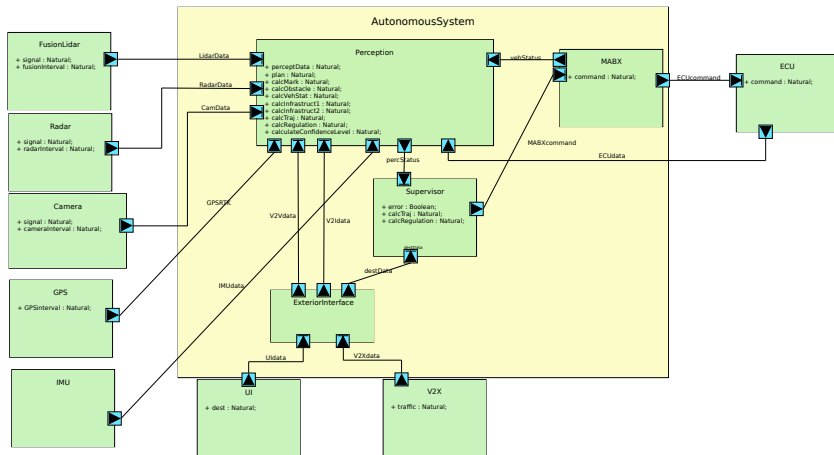 AutonomousSystem
FusionLidar
+ signal : Natural;
+ fusionInterval : Natural;
LidarData
Perception
+ perceptData : Natural;
+ plan : Natural;
+ calcMark : Natural;
+ calcObstacle : Natural;
+ calcVehStat : Natural;
+ calcInfrastruct1 : Natural;
+ calcInfrastruct2 : Natural;
+ calcTraj : Natural;
+ calcRegulation : Natural;
+ calculateConfidenceLevel : Natural;
vehStatus
MABX
+ command : Natural;
ECUcommand
ECU
+ command : Natural;
RadarData
CamData
Radar
+ signal : Natural;
+ radarInterval : Natural;
MABXcommand
percStatus
ECUdata
Camera
+ signal : Natural;
+ cameraInterval : Natural;
GPSRTK
V2Vdata
V2Idata
Supervisor
+ error : Boolean;
+ calcTraj : Natural;
+ calcRegulation : Natural;
destData
destData
GPS
+ GPSinterval : Natural;
IMUdata
ExteriorInterface
UIdata
V2Xdata
IMU
UI
+ dest : Natural;
V2X
+ traffic : Natural;